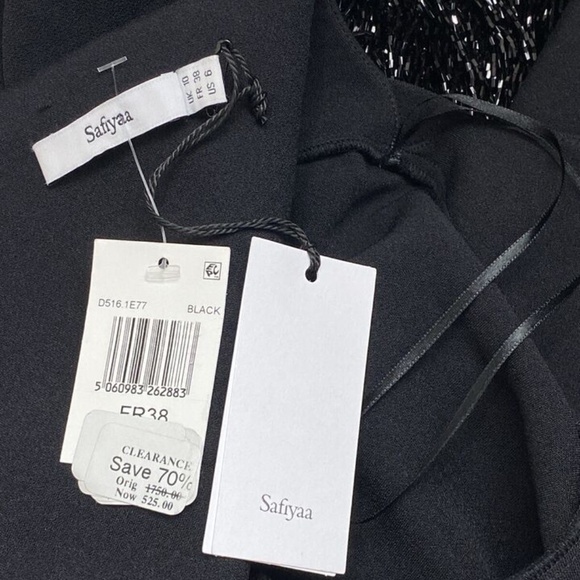 Safiyaa
UK 10
FR 38
US 6
D516.1E77 BLACK
5 060983 262883
FR38
CLEARANCE
Save 70%
Orig 1750.00
Now 525.00
Safiyaa